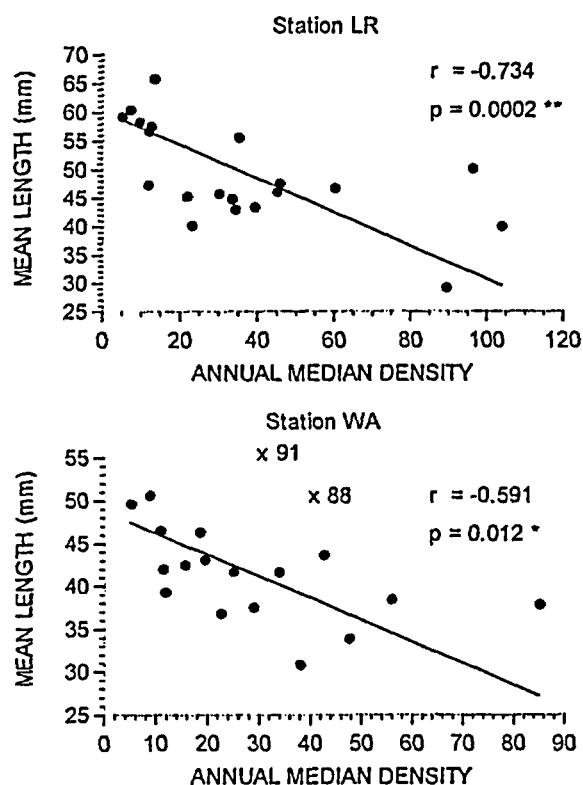 Station LR
r = -0.734
p = 0.0002 **
MEAN LENGTH (mm)
70
65
60
55
50
45
40
35
30
25
20
40
60
80
100
120
ANNUAL MEDIAN DENSITY
Station WA
x 91
x 88
r = -0.591
p = 0.012 *
MEAN LENGTH (mm)
55
50
45
40
35
30
25
0
10
20
30
40
50
60
70
80
90
ANNUAL MEDIAN DENSITY